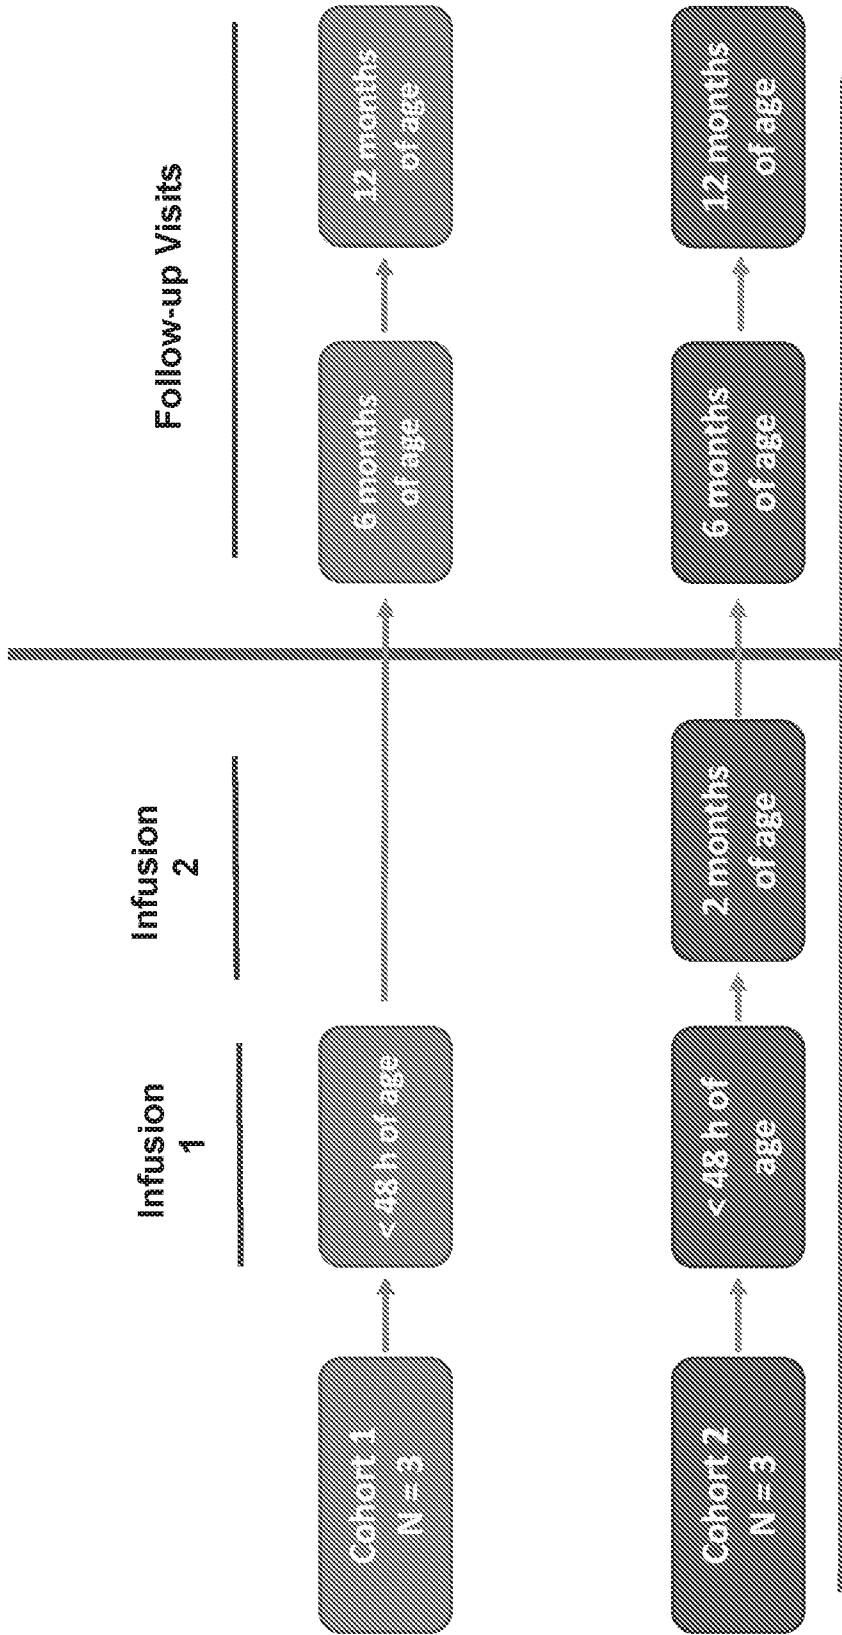 Infusion
1
Infusion
2
Follow-up Visits
Cohort 1
N = 3
< 48 h of age
6 months
of age
12 months
of age
Cohort 2
N = 3
< 48 h of
age
2 months
of age
6 months
of age
12 months
of age